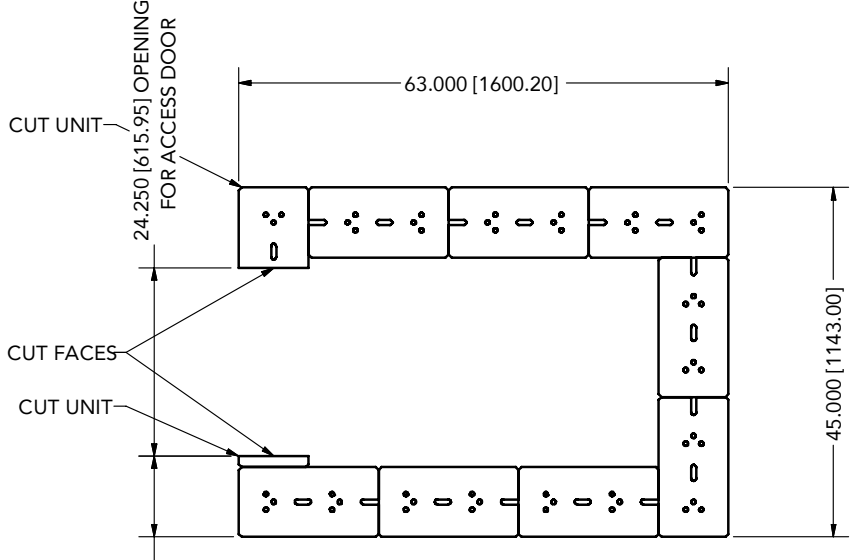 63.000 [1600.20]
24.250 [615.95] OPENING
FOR ACCESS DOOR
CUT UNIT
CUT FACES
CUT UNIT
45.000 [1143.00]